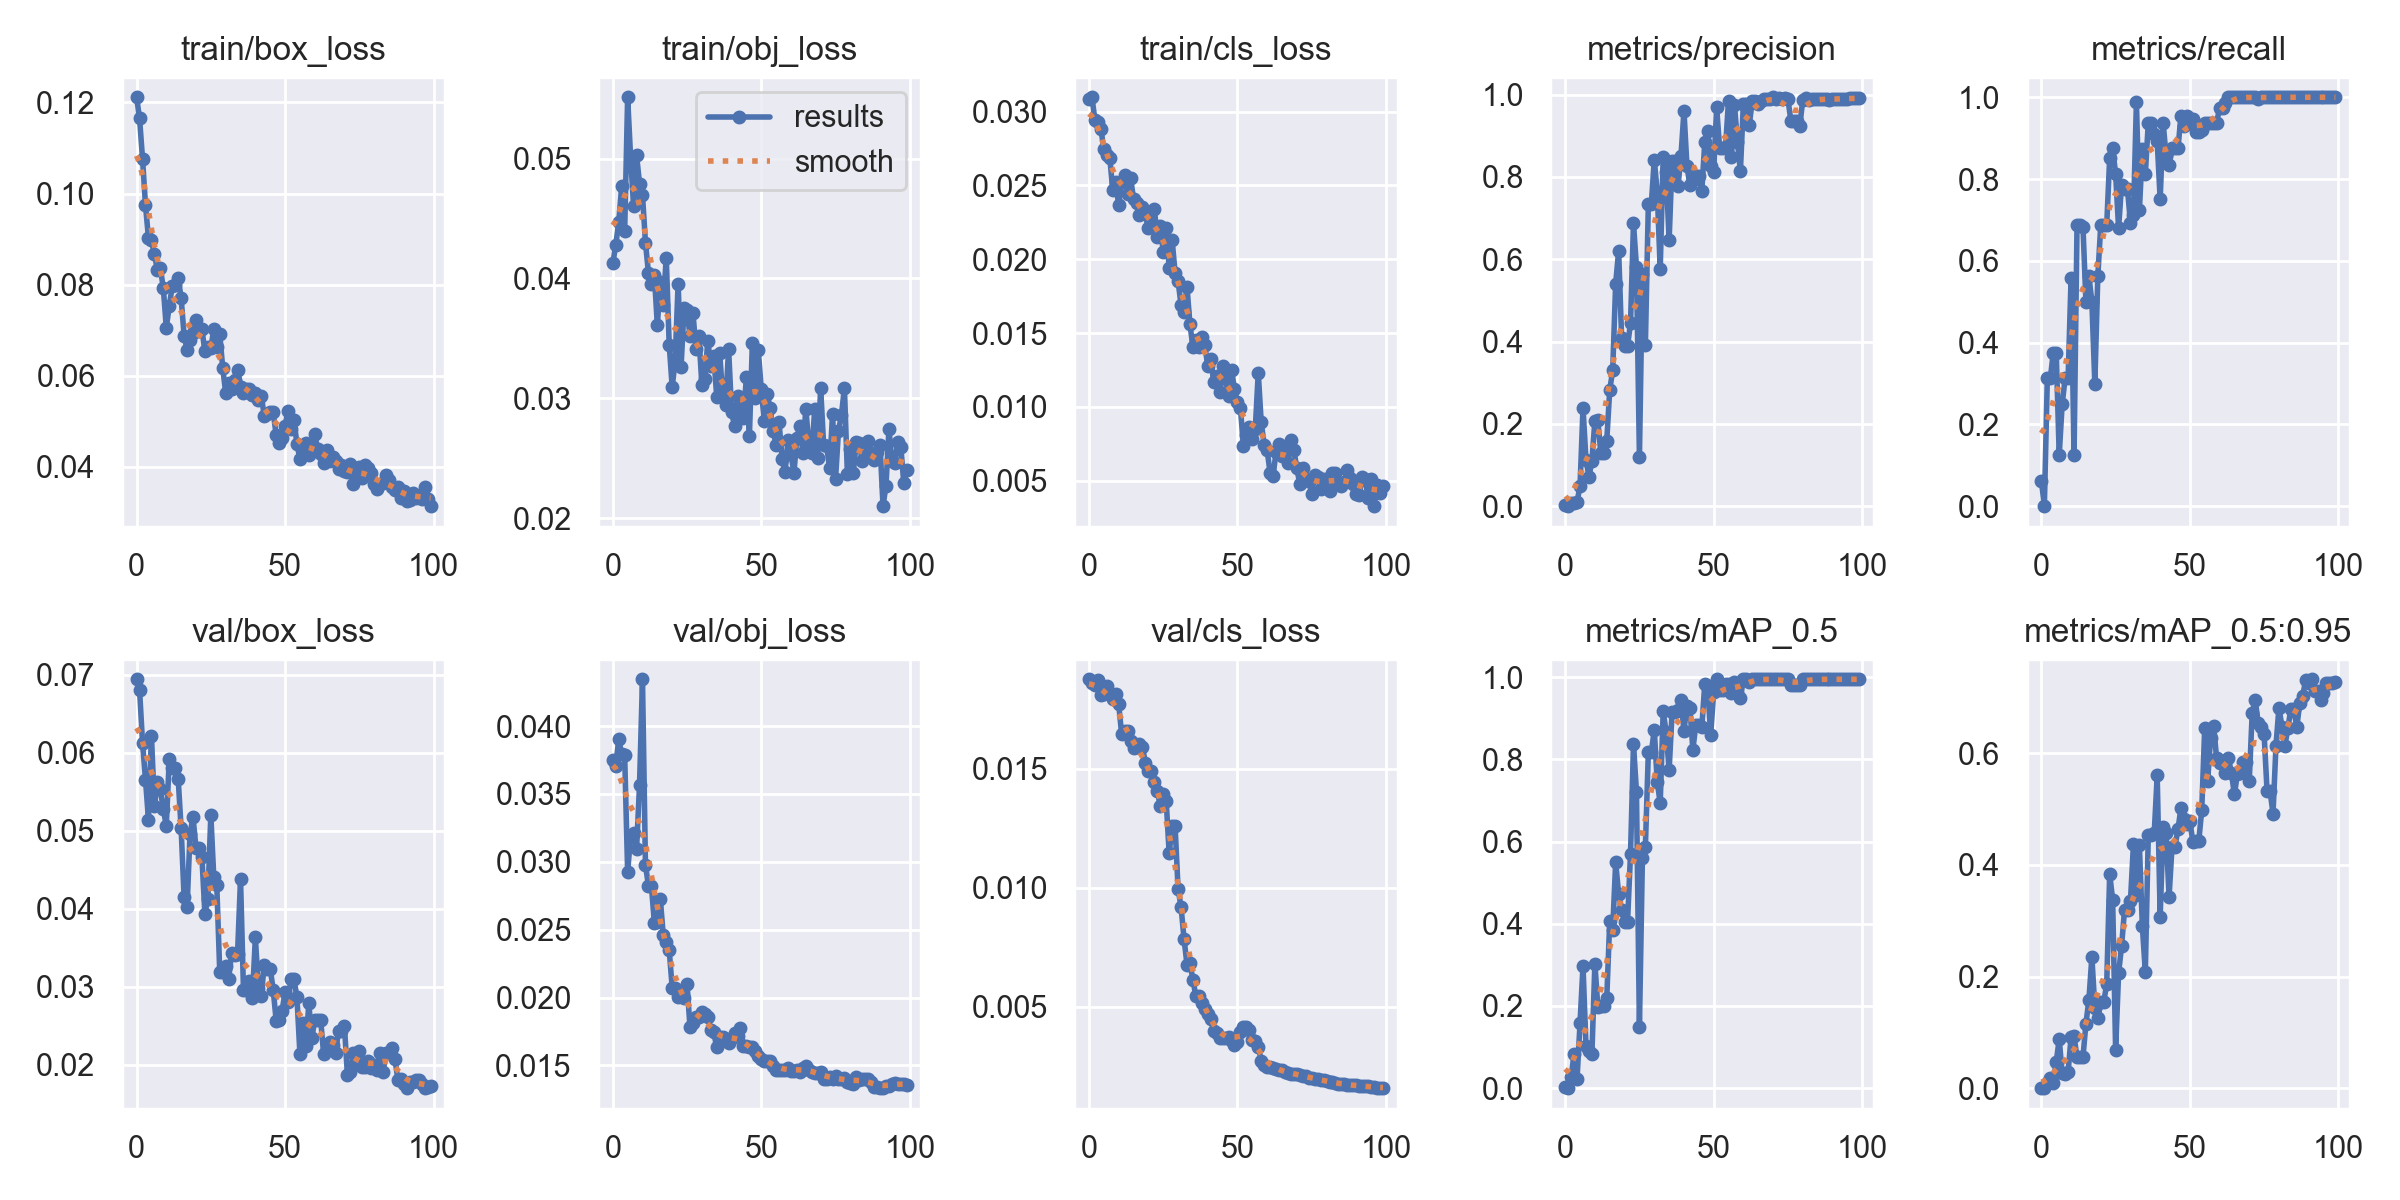 train/box_loss
0.12
0.10
0.08
0.06
0.04
0 50 100
train/obj_loss
results
smooth
0.05
0.04
0.03
0.02
0 50 100
train/cls_loss
0.030
0.025
0.020
0.015
0.010
0.005
0 50 100
metrics/precision
1.0
0.8
0.6
0.4
0.2
0.0
0 50 100
metrics/recall
1.0
0.8
0.6
0.4
0.2
0.0
0 50 100
val/box_loss
0.07
0.06
0.05
0.04
0.03
0.02
0 50 100
val/obj_loss
0.040
0.035
0.030
0.025
0.020
0.015
0 50 100
val/cls_loss
0.015
0.010
0.005
0 50 100
metrics/mAP_0.5
1.0
0.8
0.6
0.4
0.2
0.0
0 50 100
metrics/mAP_0.5:0.95
0.6
0.4
0.2
0.0
0 50 100